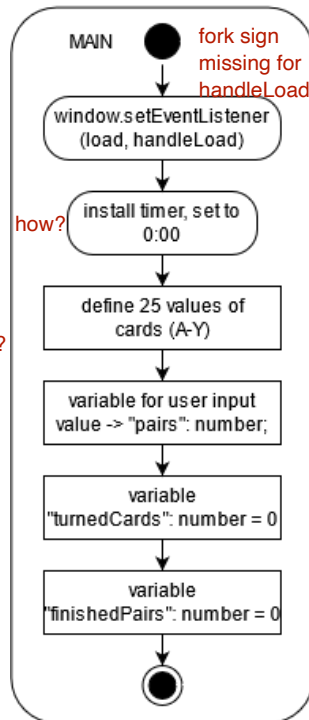 MAIN
fork sign
missing for
handleLoad
window.setEventListener
(load, handleLoad)
how?
install timer, set to
0:00
define 25 values of
cards (A-Y)
?
variable for user input
value -> "pairs": number;
variable
"turnedCards": number = 0
variable
"finishedPairs": number = 0